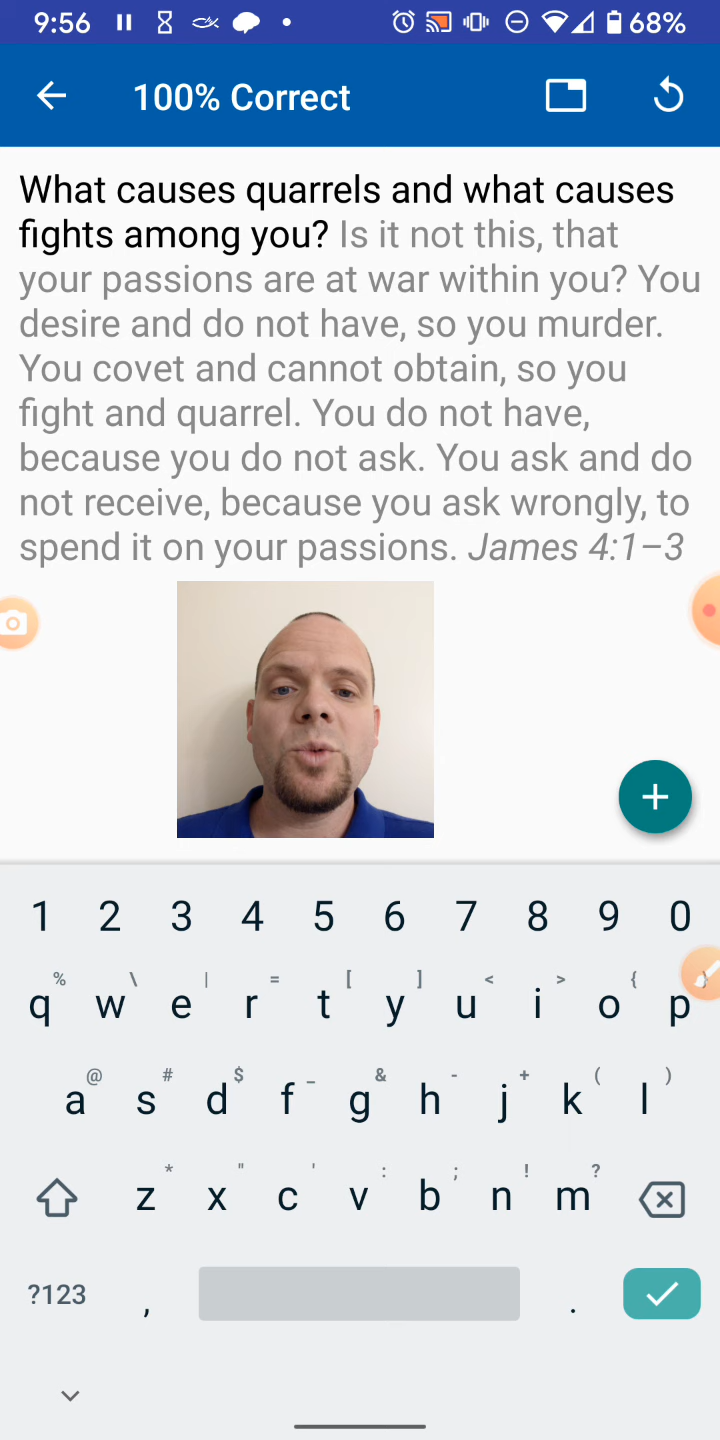 9:56
68%
100% Correct
What causes quarrels and what causes
fights among you? Is it not this, that
your passions are at war within you? You
desire and do not have, so you murder.
You covet and cannot obtain, so you
fight and quarrel. You do not have,
because you do not ask. You ask and do
not receive, because you ask wrongly, to
spend it on your passions. James 4:1–3
+
1 2 3 4 5 6 7 8 9 0
% \ | = [ ] < > {
q w e r t y u i o p
@ # $ _ & - + ( )
a s d f g h j k l
* " ' : ; ! ?
z x c v b n m
?123 , .